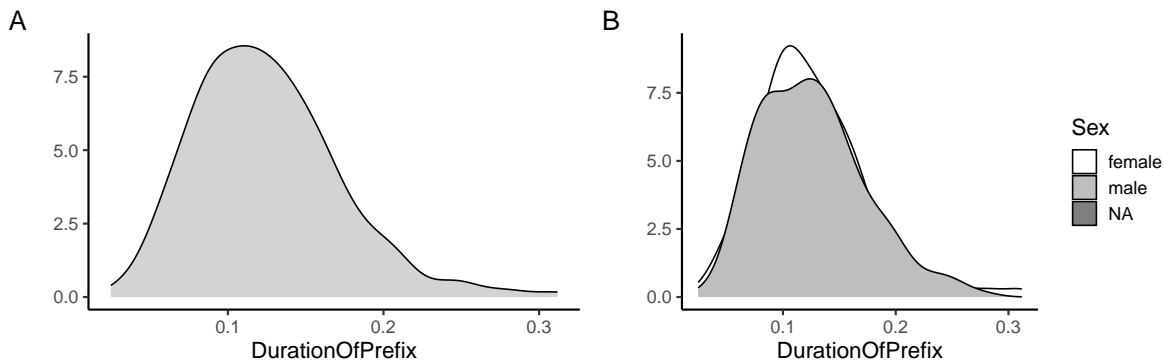 A
7.5
5.0
2.5
0.0
0.1 0.2 0.3
DurationOfPrefix
B
7.5
5.0
2.5
0.0
0.1 0.2 0.3
DurationOfPrefix
Sex
female
male
NA